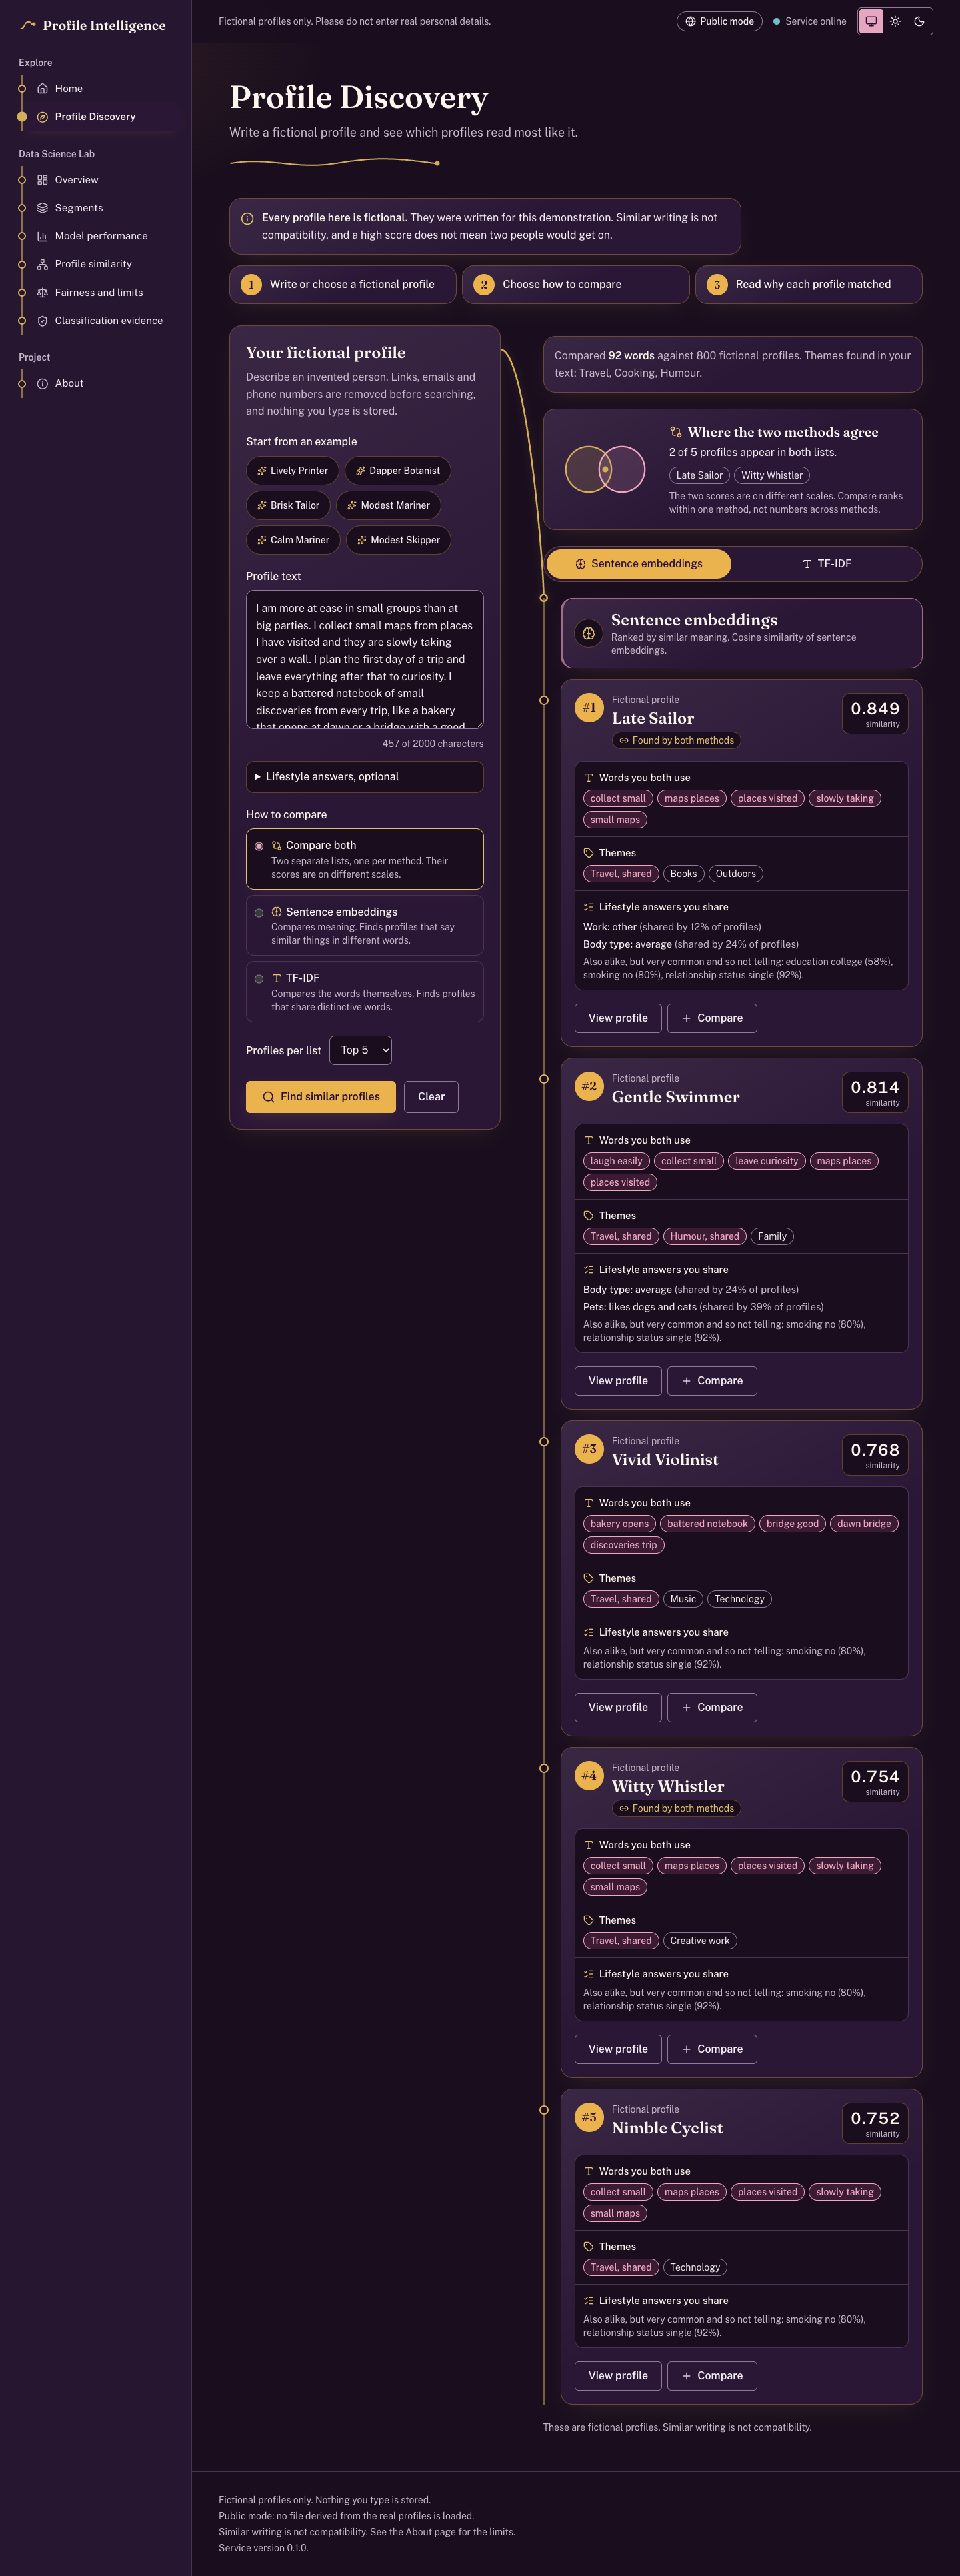 Profile Intelligence
Explore
Home
Profile Discovery
Data Science Lab
Overview
Segments
Model performance
Profile similarity
Fairness and limits
Classification evidence
Project
About
Fictional profiles only. Please do not enter real personal details.
Public mode
Service online
Profile Discovery
Write a fictional profile and see which profiles read most like it.
Every profile here is fictional. They were written for this demonstration. Similar writing is not
compatibility, and a high score does not mean two people would get on.
1 Write or choose a fictional profile
2 Choose how to compare
3 Read why each profile matched
Your fictional profile
Describe an invented person. Links, emails and
phone numbers are removed before searching,
and nothing you type is stored.
Start from an example
Lively Printer
Dapper Botanist
Brisk Tailor
Modest Mariner
Calm Mariner
Modest Skipper
Profile text
I am more at ease in small groups than at
big parties. I collect small maps from places
I have visited and they are slowly taking
over a wall. I plan the first day of a trip and
leave everything after that to curiosity. I
keep a battered notebook of small
discoveries from every trip, like a bakery
that opens at dawn or a bridge with a good
457 of 2000 characters
Lifestyle answers, optional
How to compare
Compare both
Two separate lists, one per method. Their
scores are on different scales.
Sentence embeddings
Compares meaning. Finds profiles that say
similar things in different words.
TF-IDF
Compares the words themselves. Finds profiles
that share distinctive words.
Profiles per list
Top 5
Find similar profiles
Clear
Compared 92 words against 800 fictional profiles. Themes found in your
text: Travel, Cooking, Humour.
Where the two methods agree
2 of 5 profiles appear in both lists.
Late Sailor
Witty Whistler
The two scores are on different scales. Compare ranks
within one method, not numbers across methods.
Sentence embeddings
TF-IDF
Sentence embeddings
Ranked by similar meaning. Cosine similarity of sentence
embeddings.
#1
Fictional profile
Late Sailor
Found by both methods
0.849
similarity
Words you both use
collect small
maps places
places visited
slowly taking
small maps
Themes
Travel, shared
Books
Outdoors
Lifestyle answers you share
Work: other (shared by 12% of profiles)
Body type: average (shared by 24% of profiles)
Also alike, but very common and so not telling: education college (58%),
smoking no (80%), relationship status single (92%).
View profile
+ Compare
#2
Fictional profile
Gentle Swimmer
0.814
similarity
Words you both use
laugh easily
collect small
leave curiosity
maps places
places visited
Themes
Travel, shared
Humour, shared
Family
Lifestyle answers you share
Body type: average (shared by 24% of profiles)
Pets: likes dogs and cats (shared by 39% of profiles)
Also alike, but very common and so not telling: smoking no (80%),
relationship status single (92%).
View profile
+ Compare
#3
Fictional profile
Vivid Violinist
0.768
similarity
Words you both use
bakery opens
battered notebook
bridge good
dawn bridge
discoveries trip
Themes
Travel, shared
Music
Technology
Lifestyle answers you share
Also alike, but very common and so not telling: smoking no (80%),
relationship status single (92%).
View profile
+ Compare
#4
Fictional profile
Witty Whistler
Found by both methods
0.754
similarity
Words you both use
collect small
maps places
places visited
slowly taking
small maps
Themes
Travel, shared
Creative work
Lifestyle answers you share
Also alike, but very common and so not telling: smoking no (80%),
relationship status single (92%).
View profile
+ Compare
#5
Fictional profile
Nimble Cyclist
0.752
similarity
Words you both use
collect small
maps places
places visited
slowly taking
small maps
Themes
Travel, shared
Technology
Lifestyle answers you share
Also alike, but very common and so not telling: smoking no (80%),
relationship status single (92%).
View profile
+ Compare
These are fictional profiles. Similar writing is not compatibility.
Fictional profiles only. Nothing you type is stored.
Public mode: no file derived from the real profiles is loaded.
Similar writing is not compatibility. See the About page for the limits.
Service version 0.1.0.